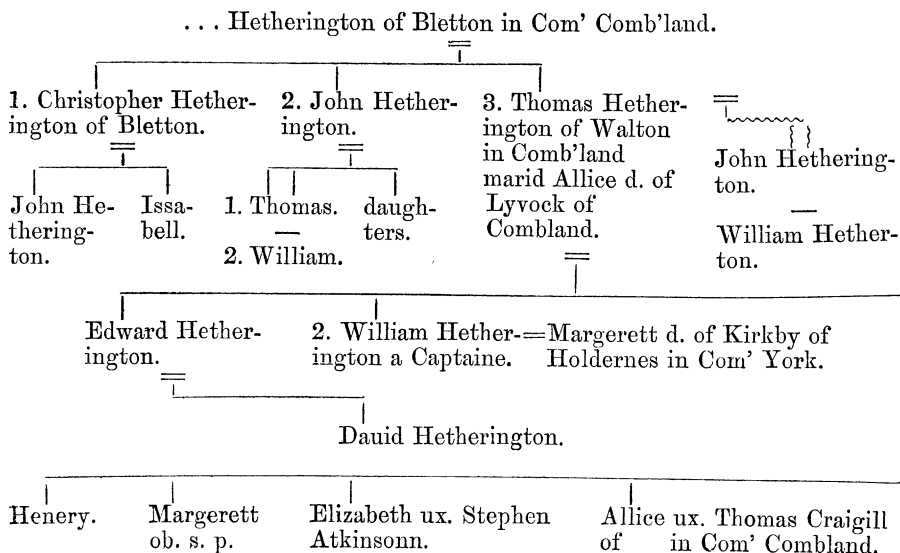 ... Hetherington of Bletton in Com' Comb'land.
1. Christopher Hether-
ington of Bletton.
2. John Hether-
ington.
3. Thomas Hether-
ington of Walton
in Comb'land
marid Allice d. of
Lyvock of
Combland.
John Hethering-
ton.
—
William Hether-
ton.
John He-
thering-
ton.
Issa-
bell.
1. Thomas.
—
2. William.
daugh-
ters.
Edward Hether-
ington.
2. William Hether-=Margerett d. of Kirkby of
ington a Captaine. Holdernes in Com' York.
Dauid Hetherington.
Henery.
Margerett
ob. s. p.
Elizabeth ux. Stephen
Atkinsonn.
Allice ux. Thomas Craigill
of in Com' Combland.